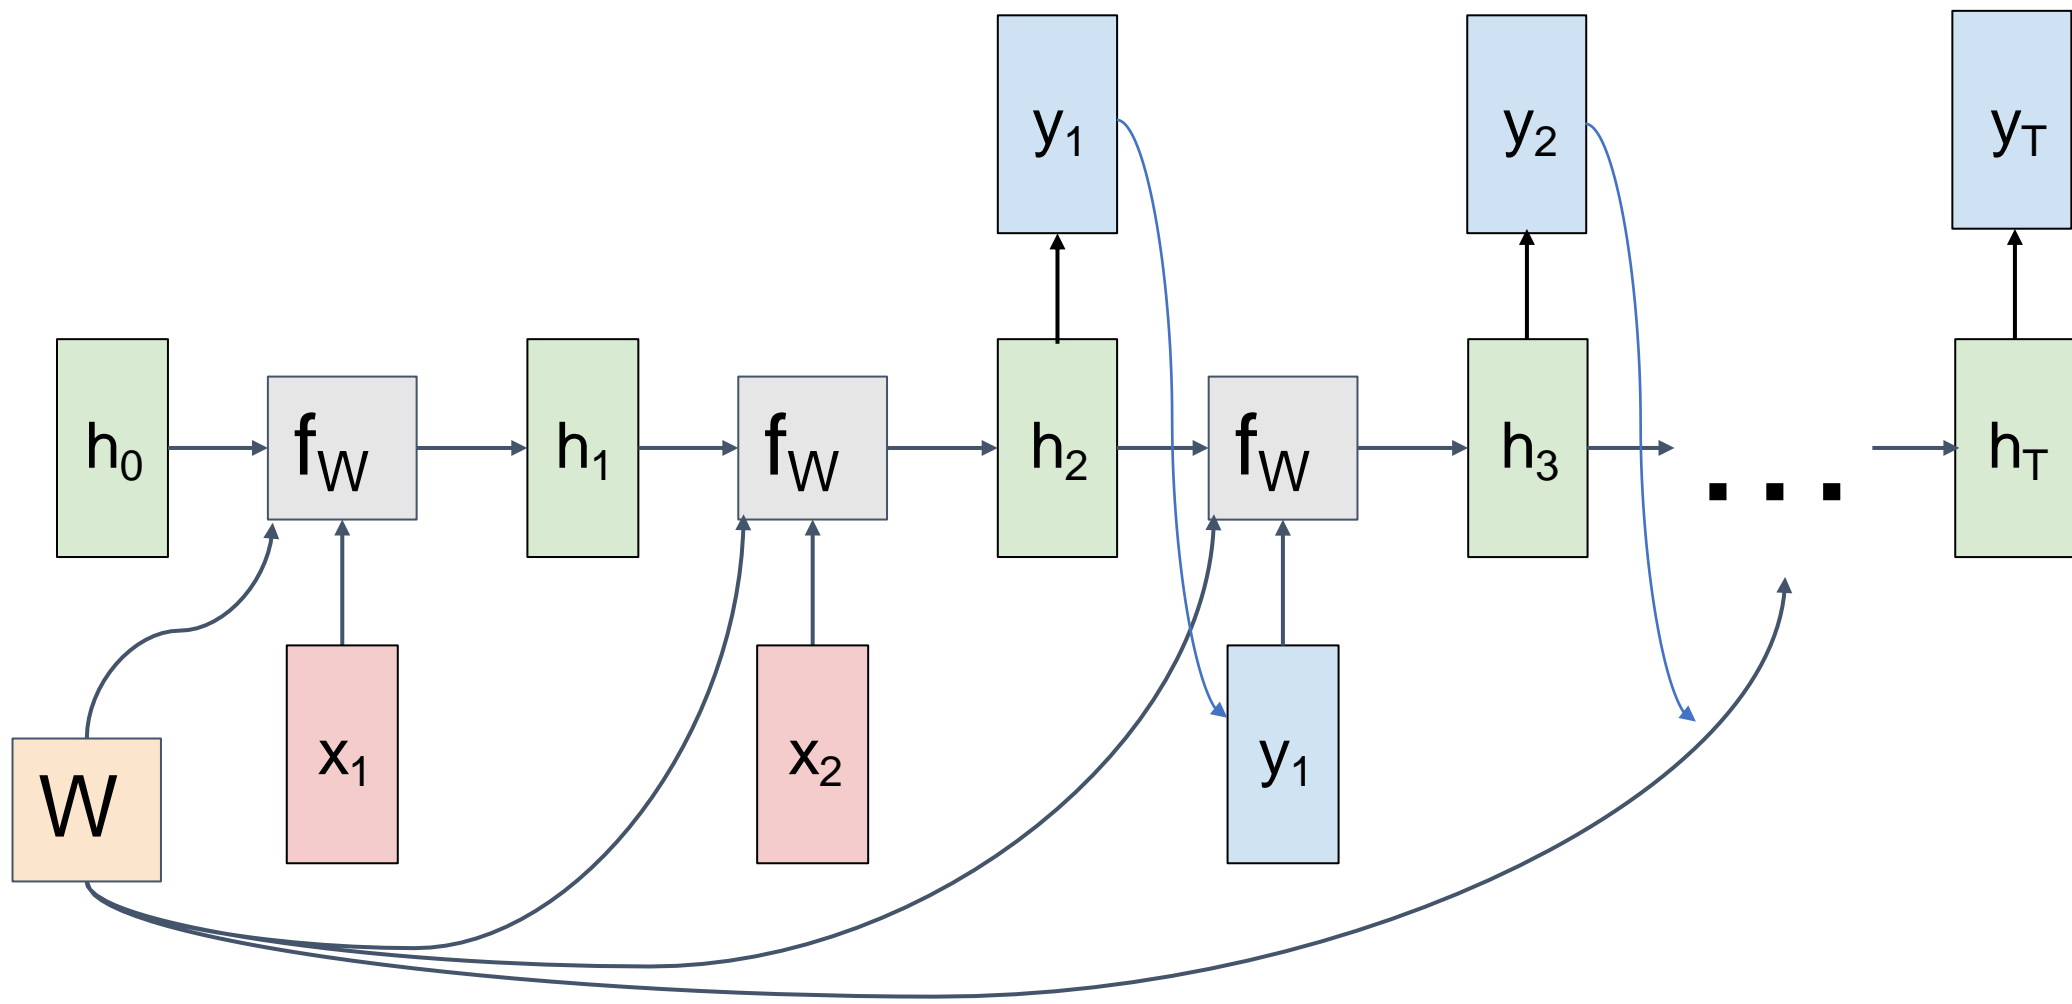 y₁ y₂ y_T
h₀ f_W h₁ f_W h₂ f_W h₃ ... h_T
W x₁ x₂ y₁